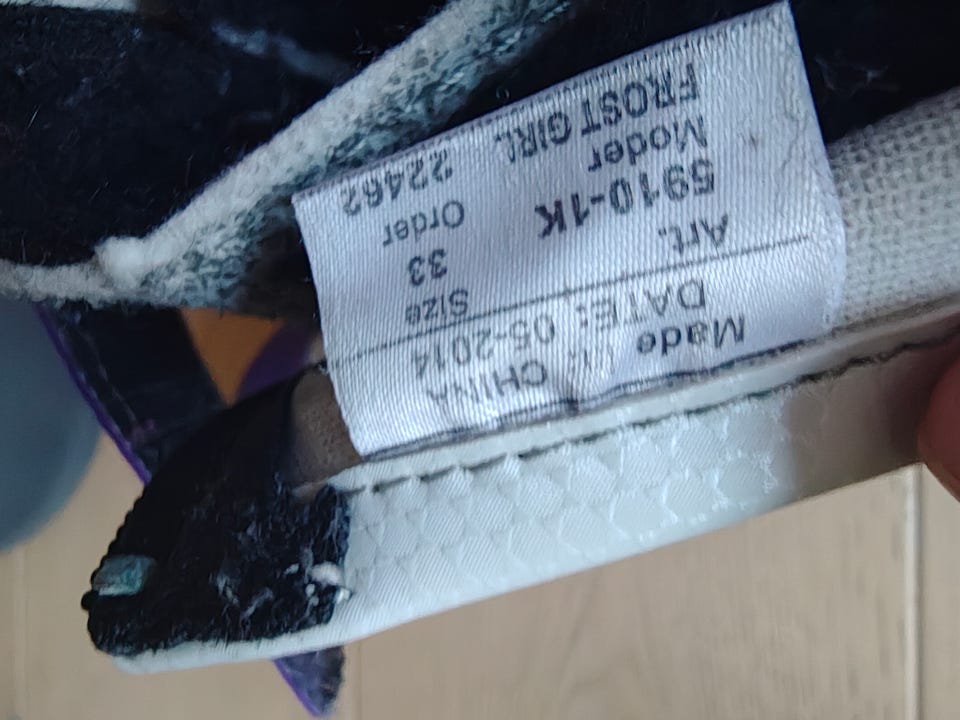 Made in CHINA
DATE: 05-2014
Art. Size
5910-1K 33
Moder Order
FROST GIRL 22462